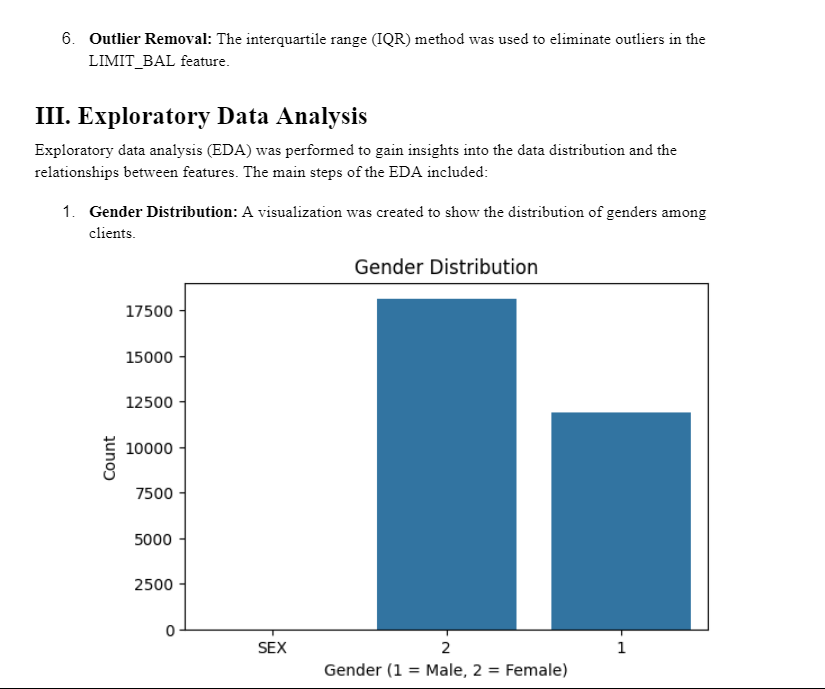 6. Outlier Removal: The interquartile range (IQR) method was used to eliminate outliers in the
LIMIT_BAL feature.
III. Exploratory Data Analysis
Exploratory data analysis (EDA) was performed to gain insights into the data distribution and the
relationships between features. The main steps of the EDA included:
1. Gender Distribution: A visualization was created to show the distribution of genders among
clients.
Gender Distribution
17500
15000
12500
10000
7500
5000
2500
0
Count
SEX 2 1
Gender (1 = Male, 2 = Female)